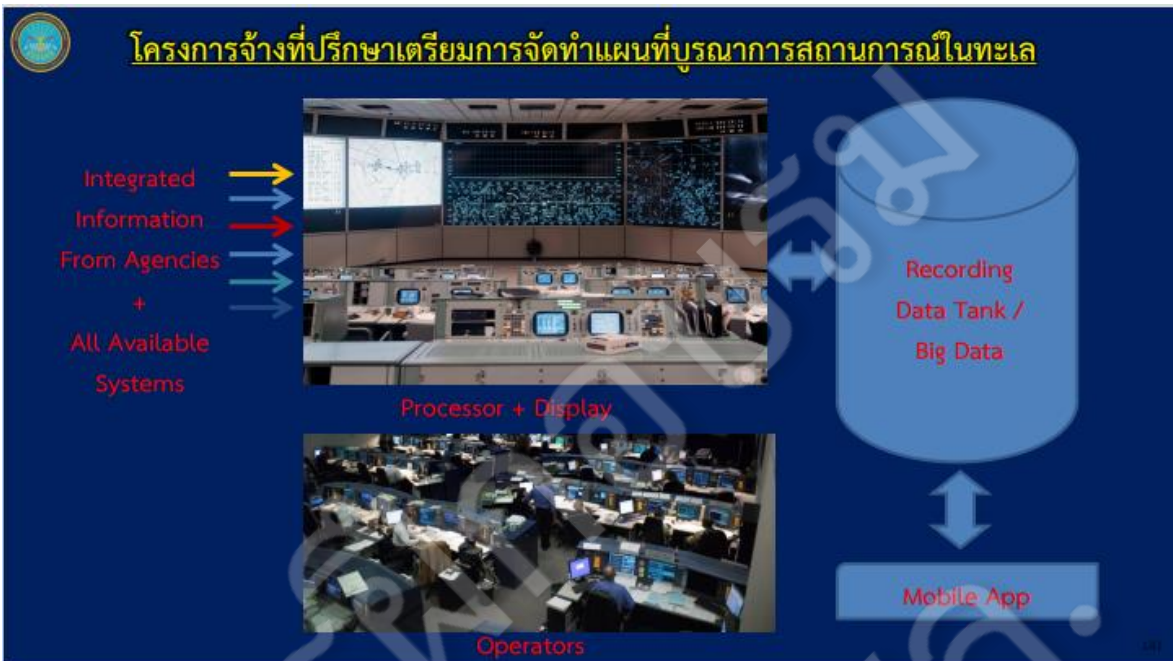 โครงการจ้างที่ปรึกษาเตรียมการจัดทำแผนที่บูรณาการสถานการณ์ในทะเล
Integrated
Information
From Agencies
+
All Available
Systems
Processor + Display
Operators
Recording
Data Tank /
Big Data
Mobile App